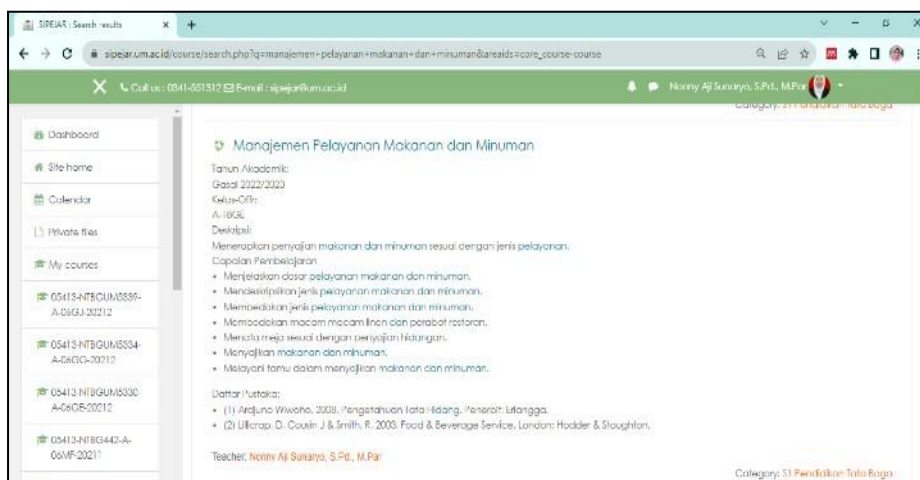 SIPEJAR : Search results
sipejar.um.ac.id/course/search.php?q=manajemen+pelayanan+makanan+dan+minuman&areaids=core_course-course
Call us : 0341-551312 E-mail : sipejar@um.ac.id
Nonny Aji Sunaryo, S.Pd., M.Par
Category: S1 Pendidikan Tata Boga
Dashboard
Site home
Calendar
Private files
My courses
05413-NTBGUM5339-
A-06GJ-20212
05413-NTBGUM5334-
A-06GG-20212
05413-NTBGUM5330-
A-06GE-20212
05413-NTBG442-A-
06MF-20211
Manajemen Pelayanan Makanan dan Minuman
Tahun Akademik:
Gasal 2022/2023
Kelas-Offr:
Deskripsi:
Menerapkan penyajian makanan dan minuman sesuai dengan jenis pelayanan.
Capaian Pembelajaran
• Menjelaskan dasar pelayanan makanan dan minuman.
• Mendeskripsikan jenis pelayanan makanan dan minuman.
• Membedakan jenis pelayanan makanan dan minuman.
• Membedakan macam macam linen dan perabot restoran.
• Menata meja sesuai dengan penyajian hidangan.
• Menyajikan makanan dan minuman.
• Melayani tamu dalam menyajikan makanan dan minuman.
Daftar Pustaka:
• (1) Ardjuno Wiwoho. 2008. Pengetahuan Tata Hidang. Penerbit: Erlangga.
• (2) Lillicrap, D. Cousin J & Smith, R. 2003. Food & Beverage Service. London: Hodder & Stoughton.
Teacher: Nonny Aji Sunaryo, S.Pd., M.Par
Category: S1 Pendidikan Tata Boga